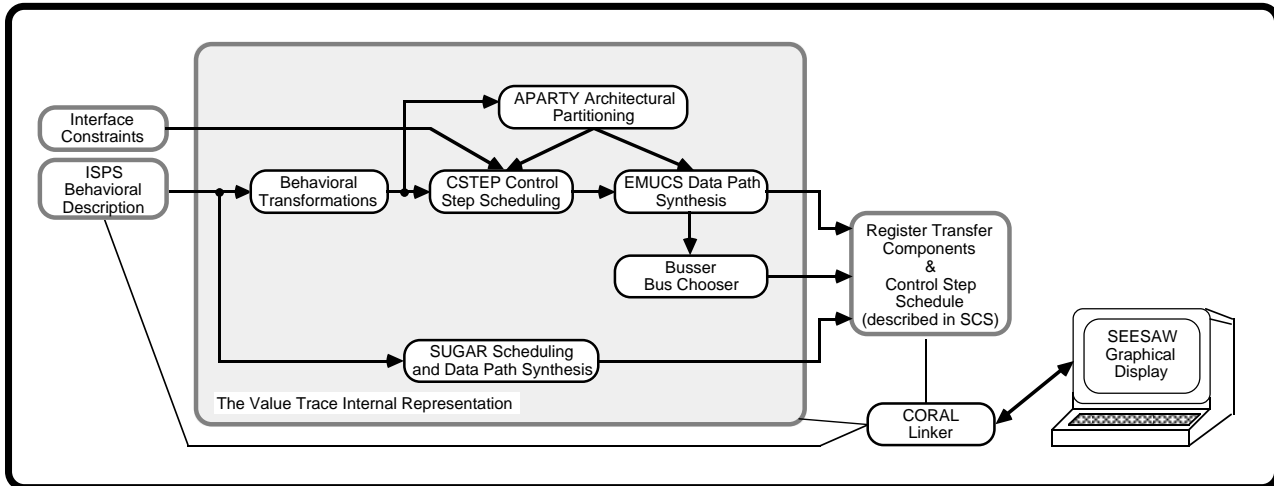 APARTY Architectural
Partitioning
Interface
Constraints
ISPS
Behavioral
Description
Behavioral
Transformations
CSTEP Control
Step Scheduling
EMUCS Data Path
Synthesis
Busser
Bus Chooser
Register Transfer
Components
&
Control Step
Schedule
(described in SCS)
SUGAR Scheduling
and Data Path Synthesis
The Value Trace Internal Representation
CORAL
Linker
SEESAW
Graphical
Display